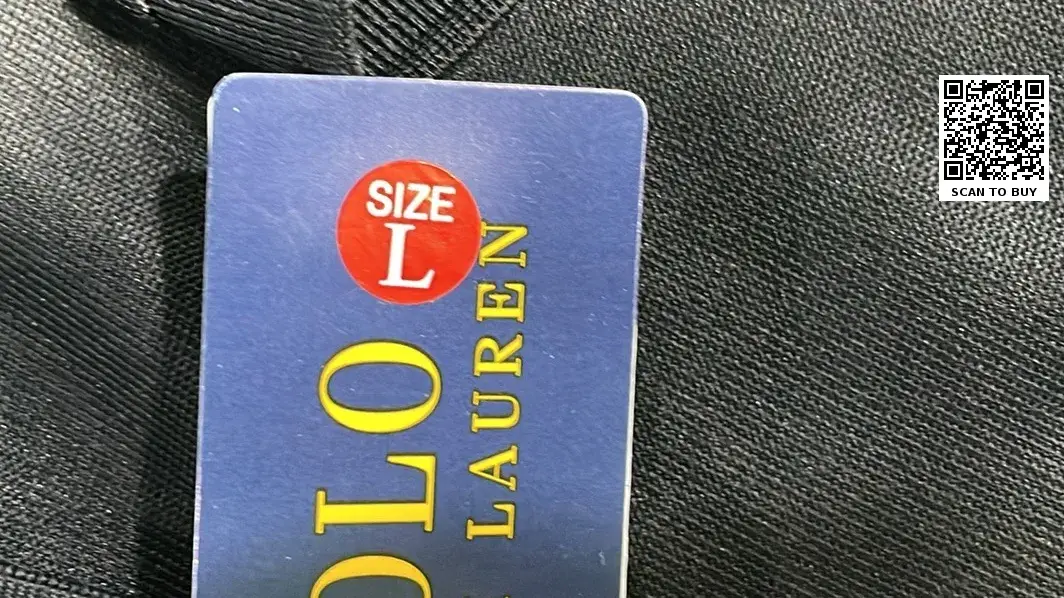 SIZE
L
OLO
LAUREN
SCAN TO BUY